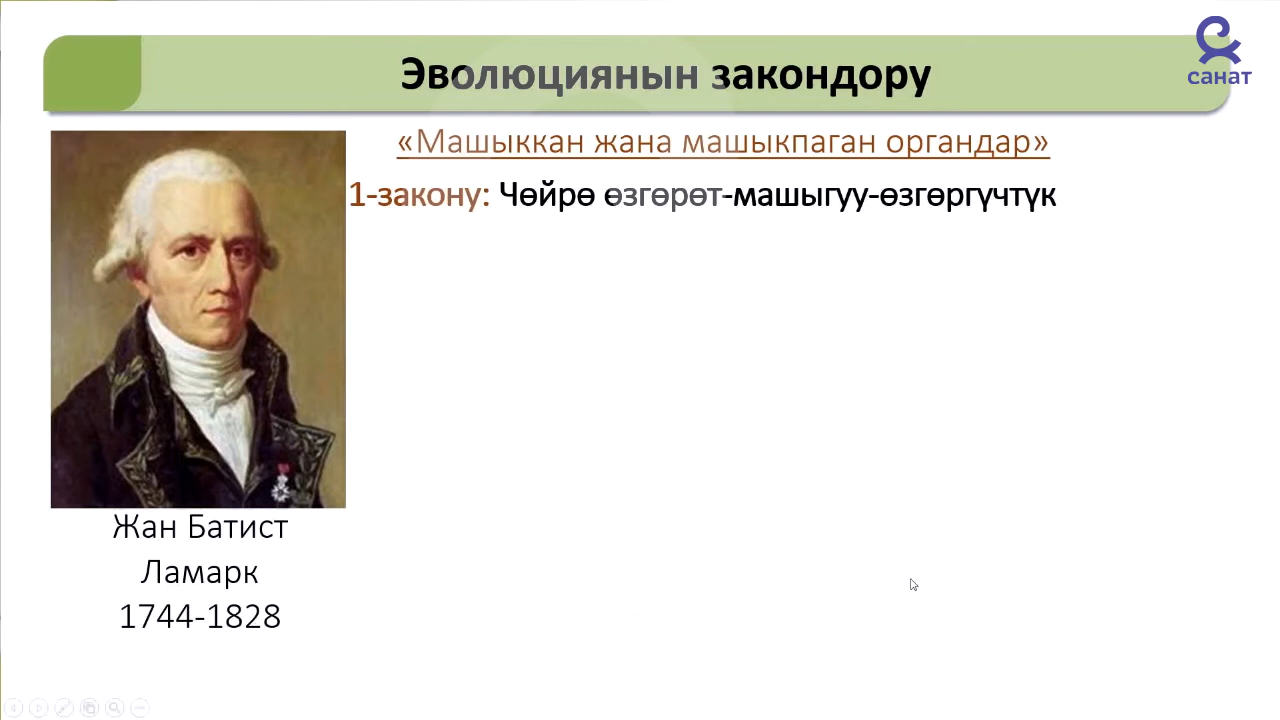 Эволюциянын закондору
санат
«Машыккан жана машыкпаган органдар»
1-закону: Чөйрө өзгөрөт-машыгуу-өзгөргүчтүк
Жан Батист
Ламарк
1744-1828